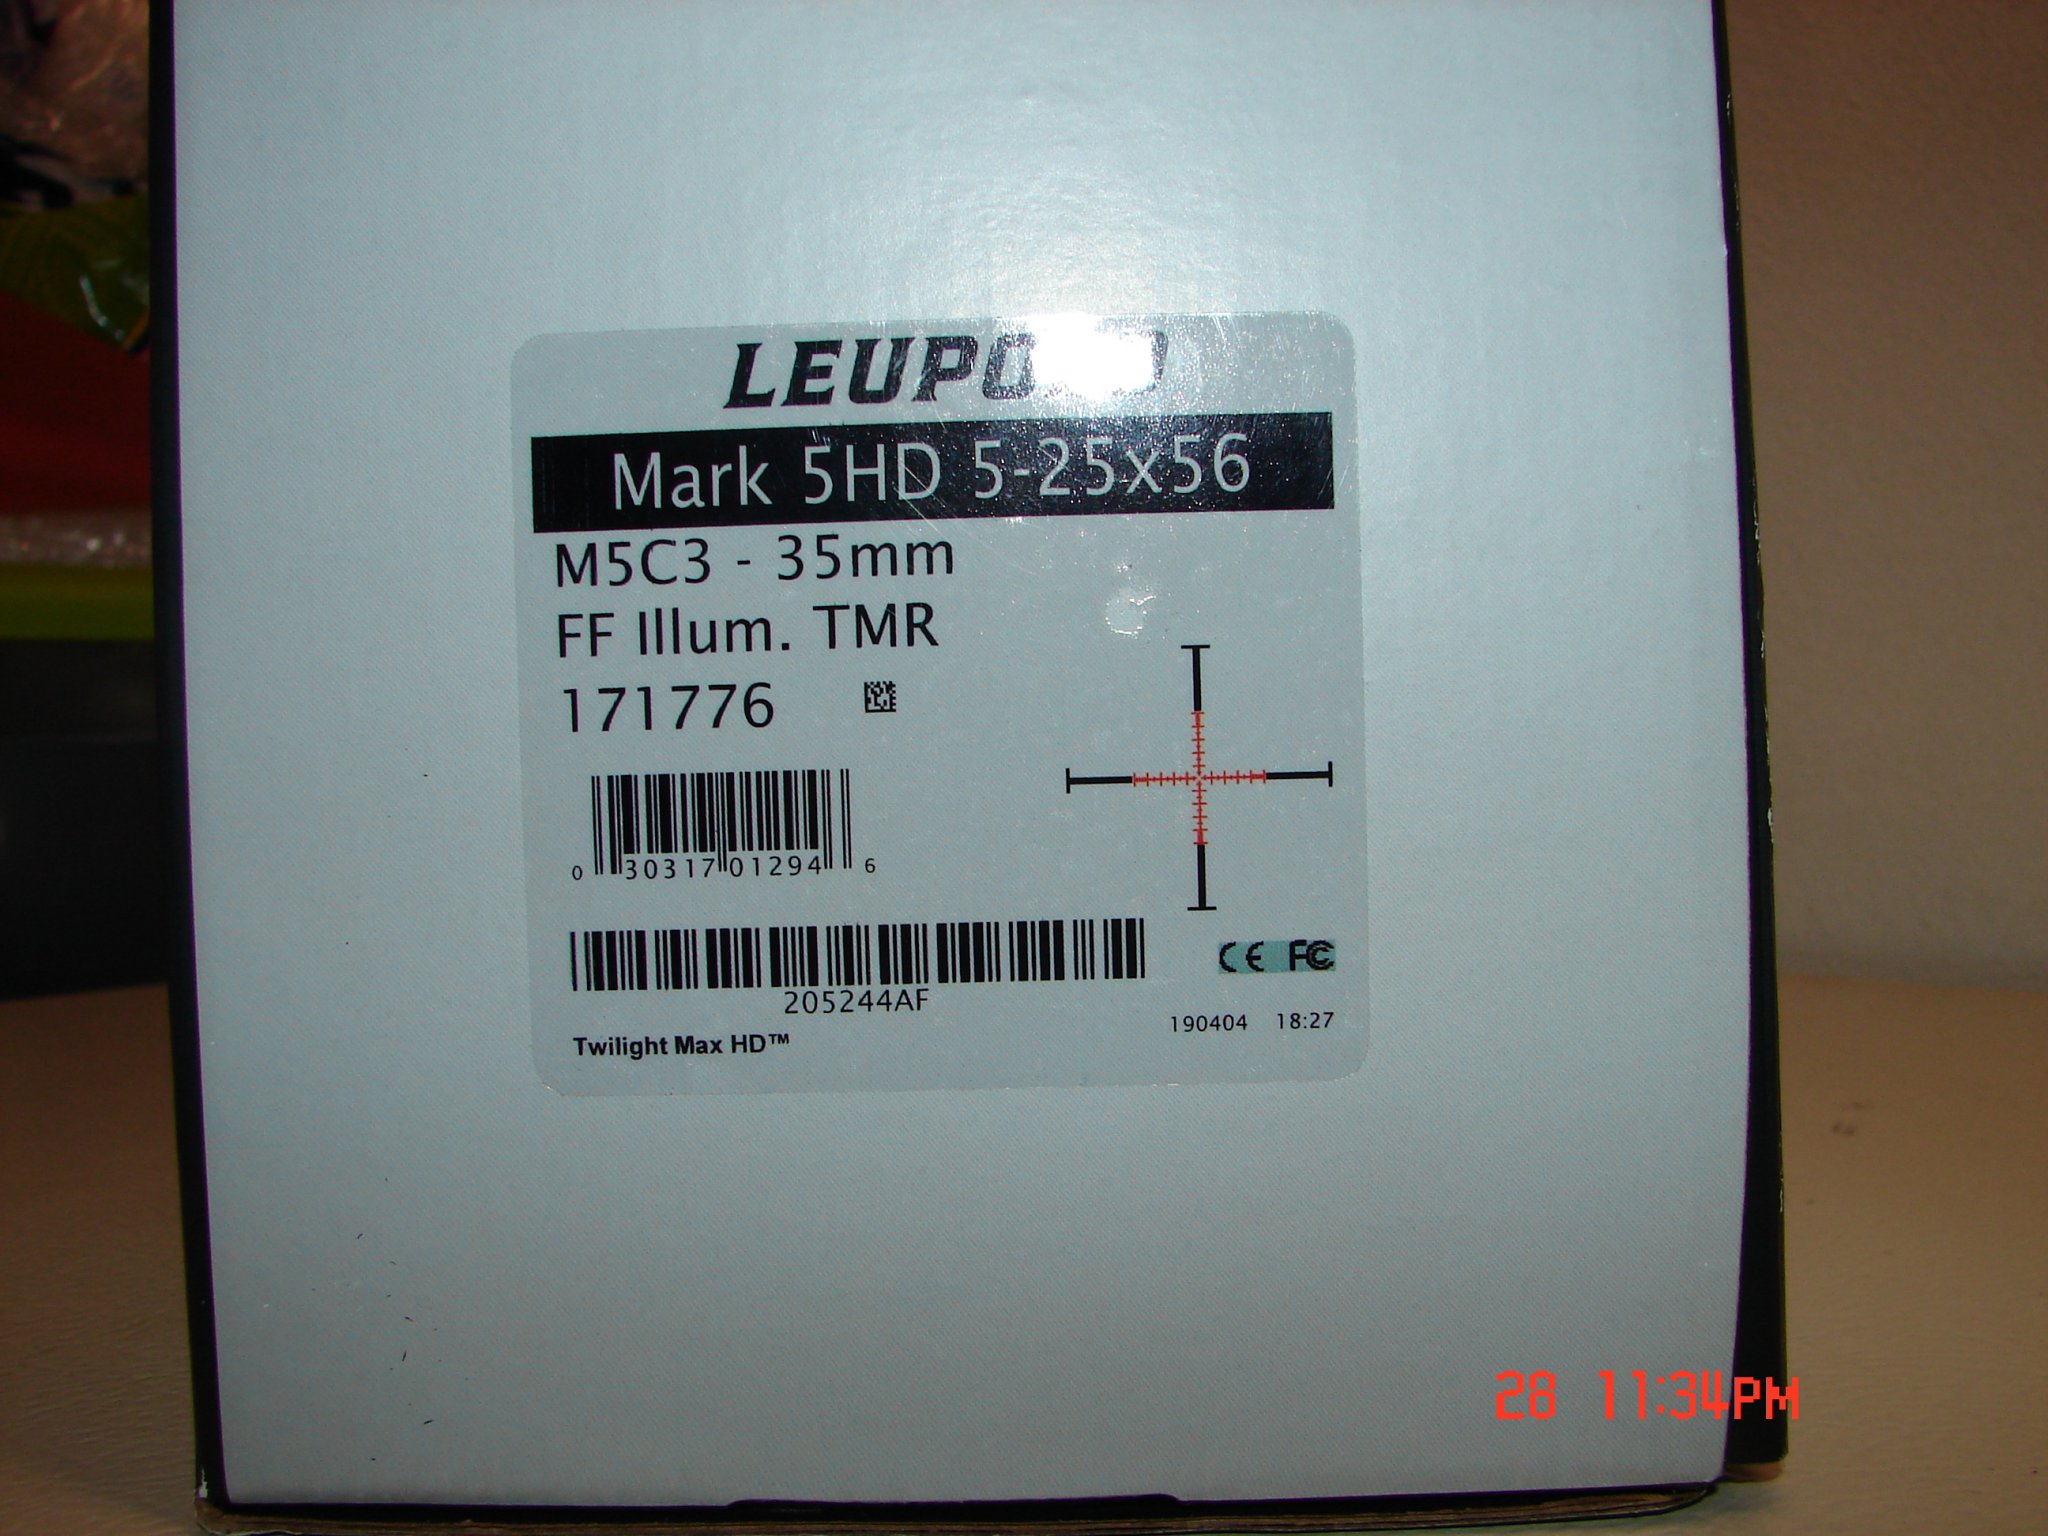 LEUPOLD
Mark 5HD 5-25x56
M5C3 - 35mm
FF Illum. TMR
171776
0 30317 01294 6
205244AF
CE FC
Twilight Max HD™
190404 18:27
28 11:34PM